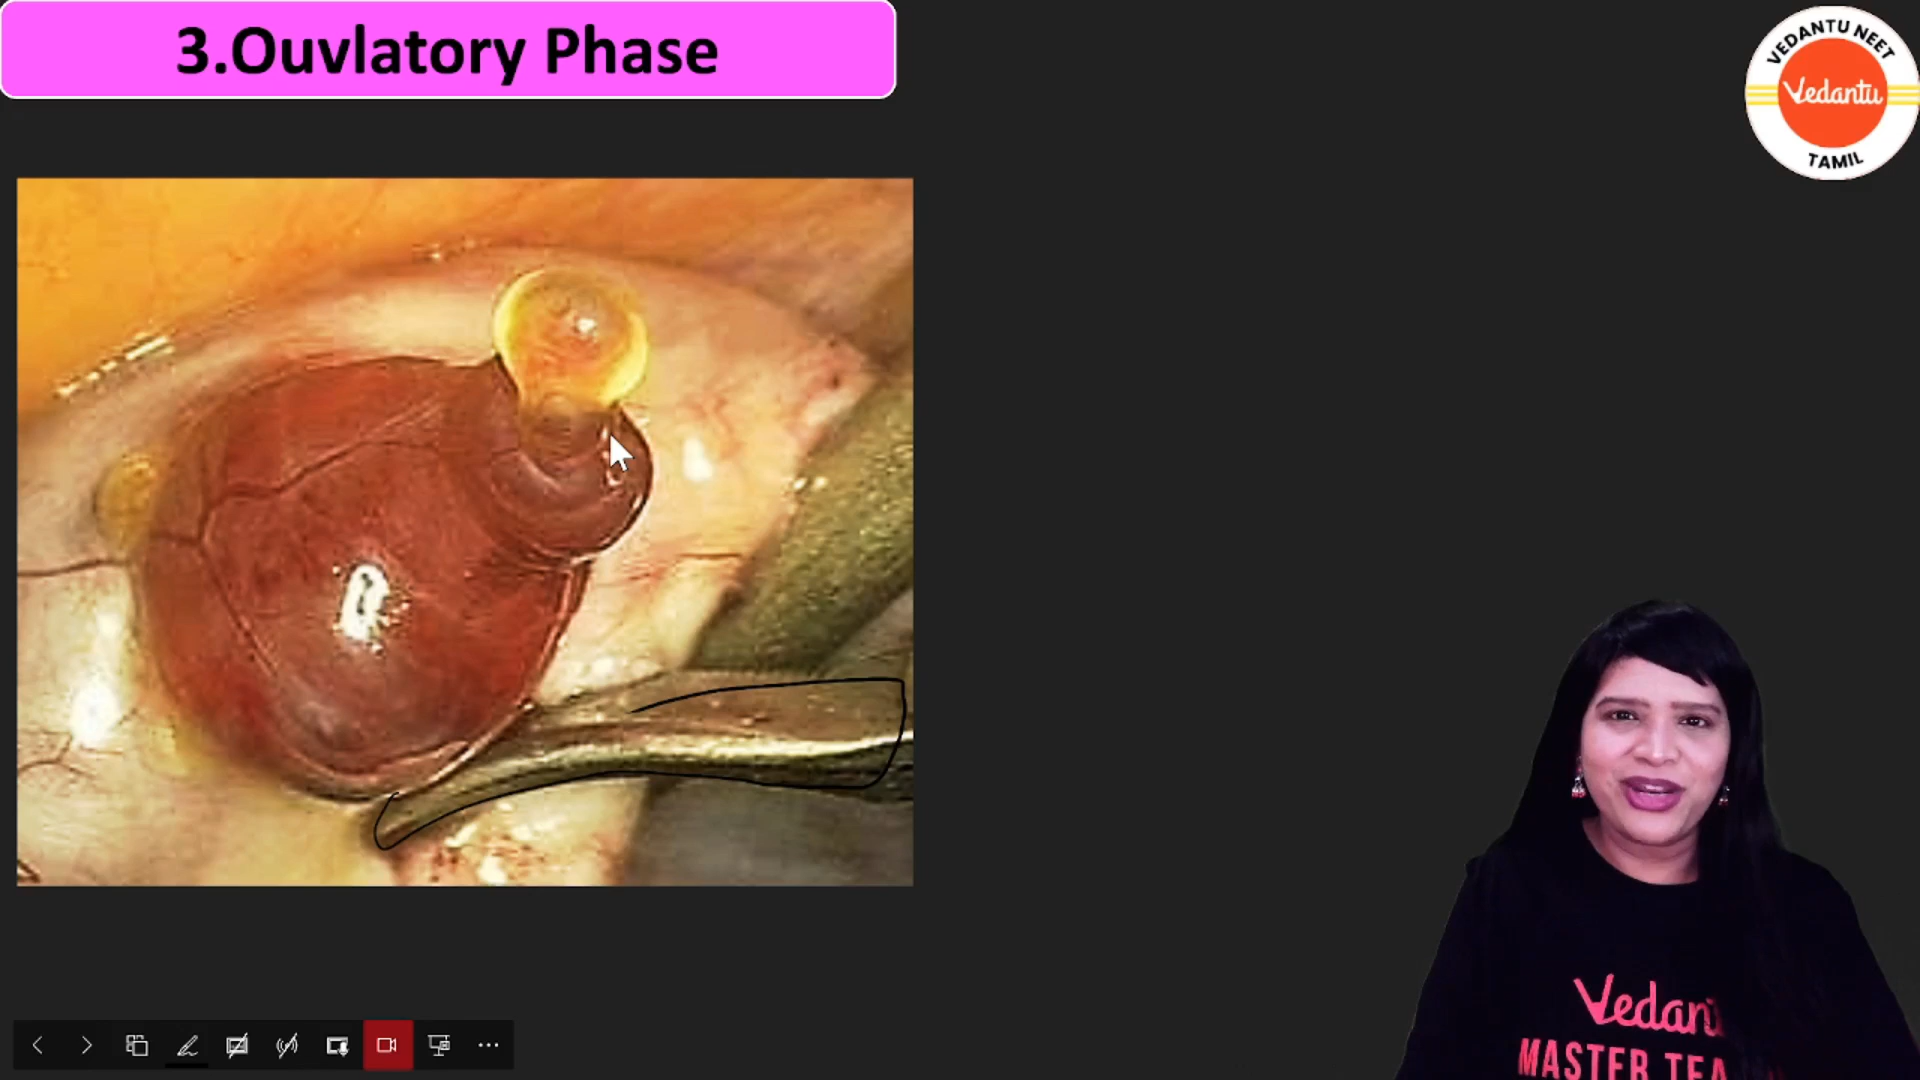 3.Ouvlatory Phase
VEDANTU NEET
Vedantu
TAMIL
Vedant
MASTER TEA